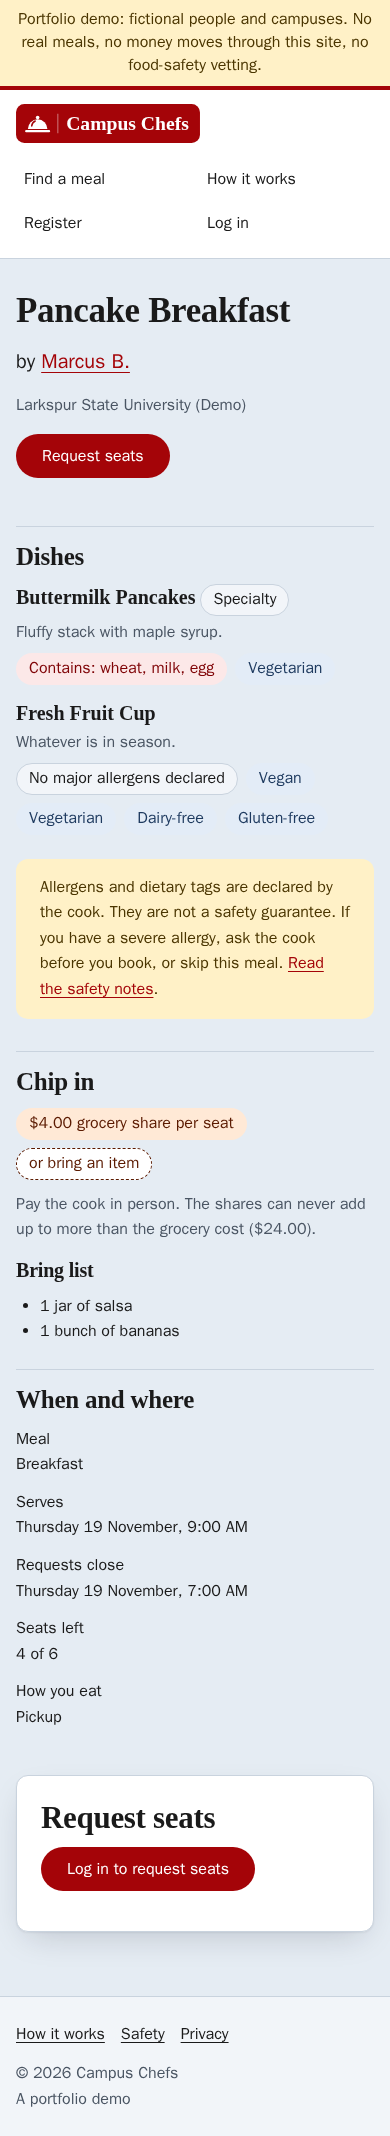 Portfolio demo: fictional people and campuses. No
real meals, no money moves through this site, no
food-safety vetting.
Campus Chefs
Find a meal
How it works
Register
Log in
Pancake Breakfast
by Marcus B.
Larkspur State University (Demo)
Request seats
Dishes
Buttermilk Pancakes Specialty
Fluffy stack with maple syrup.
Contains: wheat, milk, egg Vegetarian
Fresh Fruit Cup
Whatever is in season.
No major allergens declared Vegan
Vegetarian Dairy-free Gluten-free
Allergens and dietary tags are declared by
the cook. They are not a safety guarantee. If
you have a severe allergy, ask the cook
before you book, or skip this meal. Read
the safety notes.
Chip in
$4.00 grocery share per seat
or bring an item
Pay the cook in person. The shares can never add
up to more than the grocery cost ($24.00).
Bring list
• 1 jar of salsa
• 1 bunch of bananas
When and where
Meal
Breakfast
Serves
Thursday 19 November, 9:00 AM
Requests close
Thursday 19 November, 7:00 AM
Seats left
4 of 6
How you eat
Pickup
Request seats
Log in to request seats
How it works Safety Privacy
© 2026 Campus Chefs
A portfolio demo